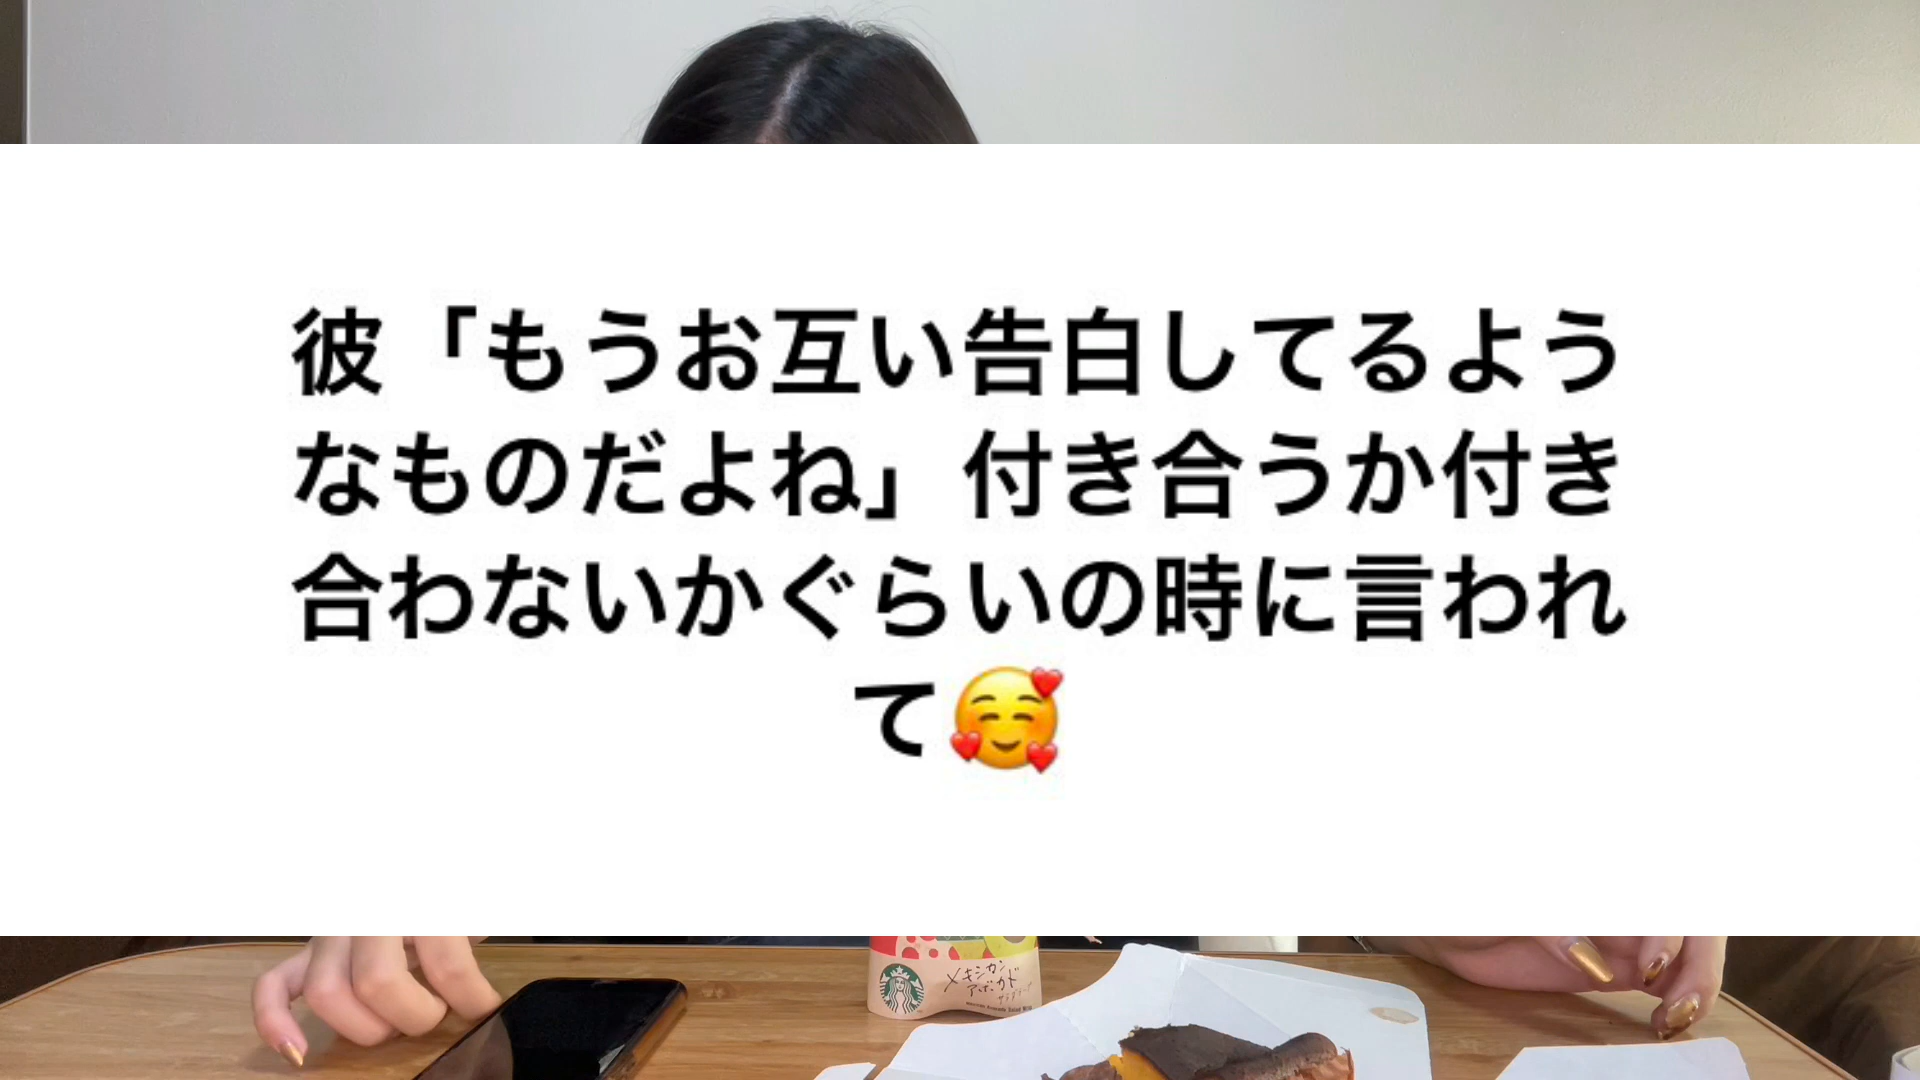 彼「もうお互い告白してるよう
なものだよね」付き合うか付き
合わないかぐらいの時に言われ
て🥰
メキシカン
アボカド